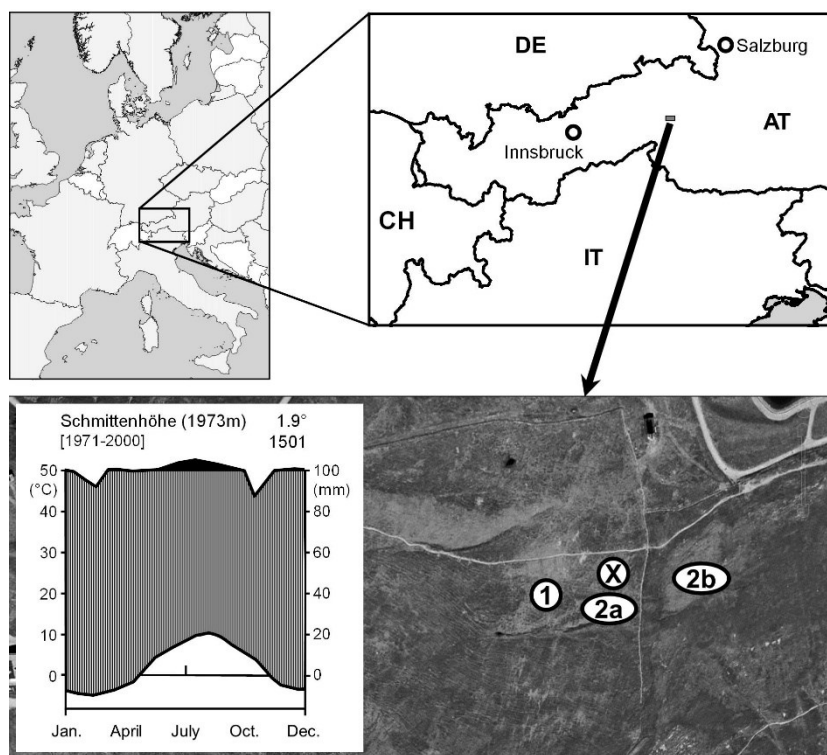 DE
Salzburg
Innsbruck
AT
CH
IT
Schmittenhöhe (1973m) 1.9°
[1971-2000] 1501
50 100
(°C) (mm)
40 80
30 60
20 40
10 20
0 0
Jan. April July Oct. Dec.
X
1
2a
2b